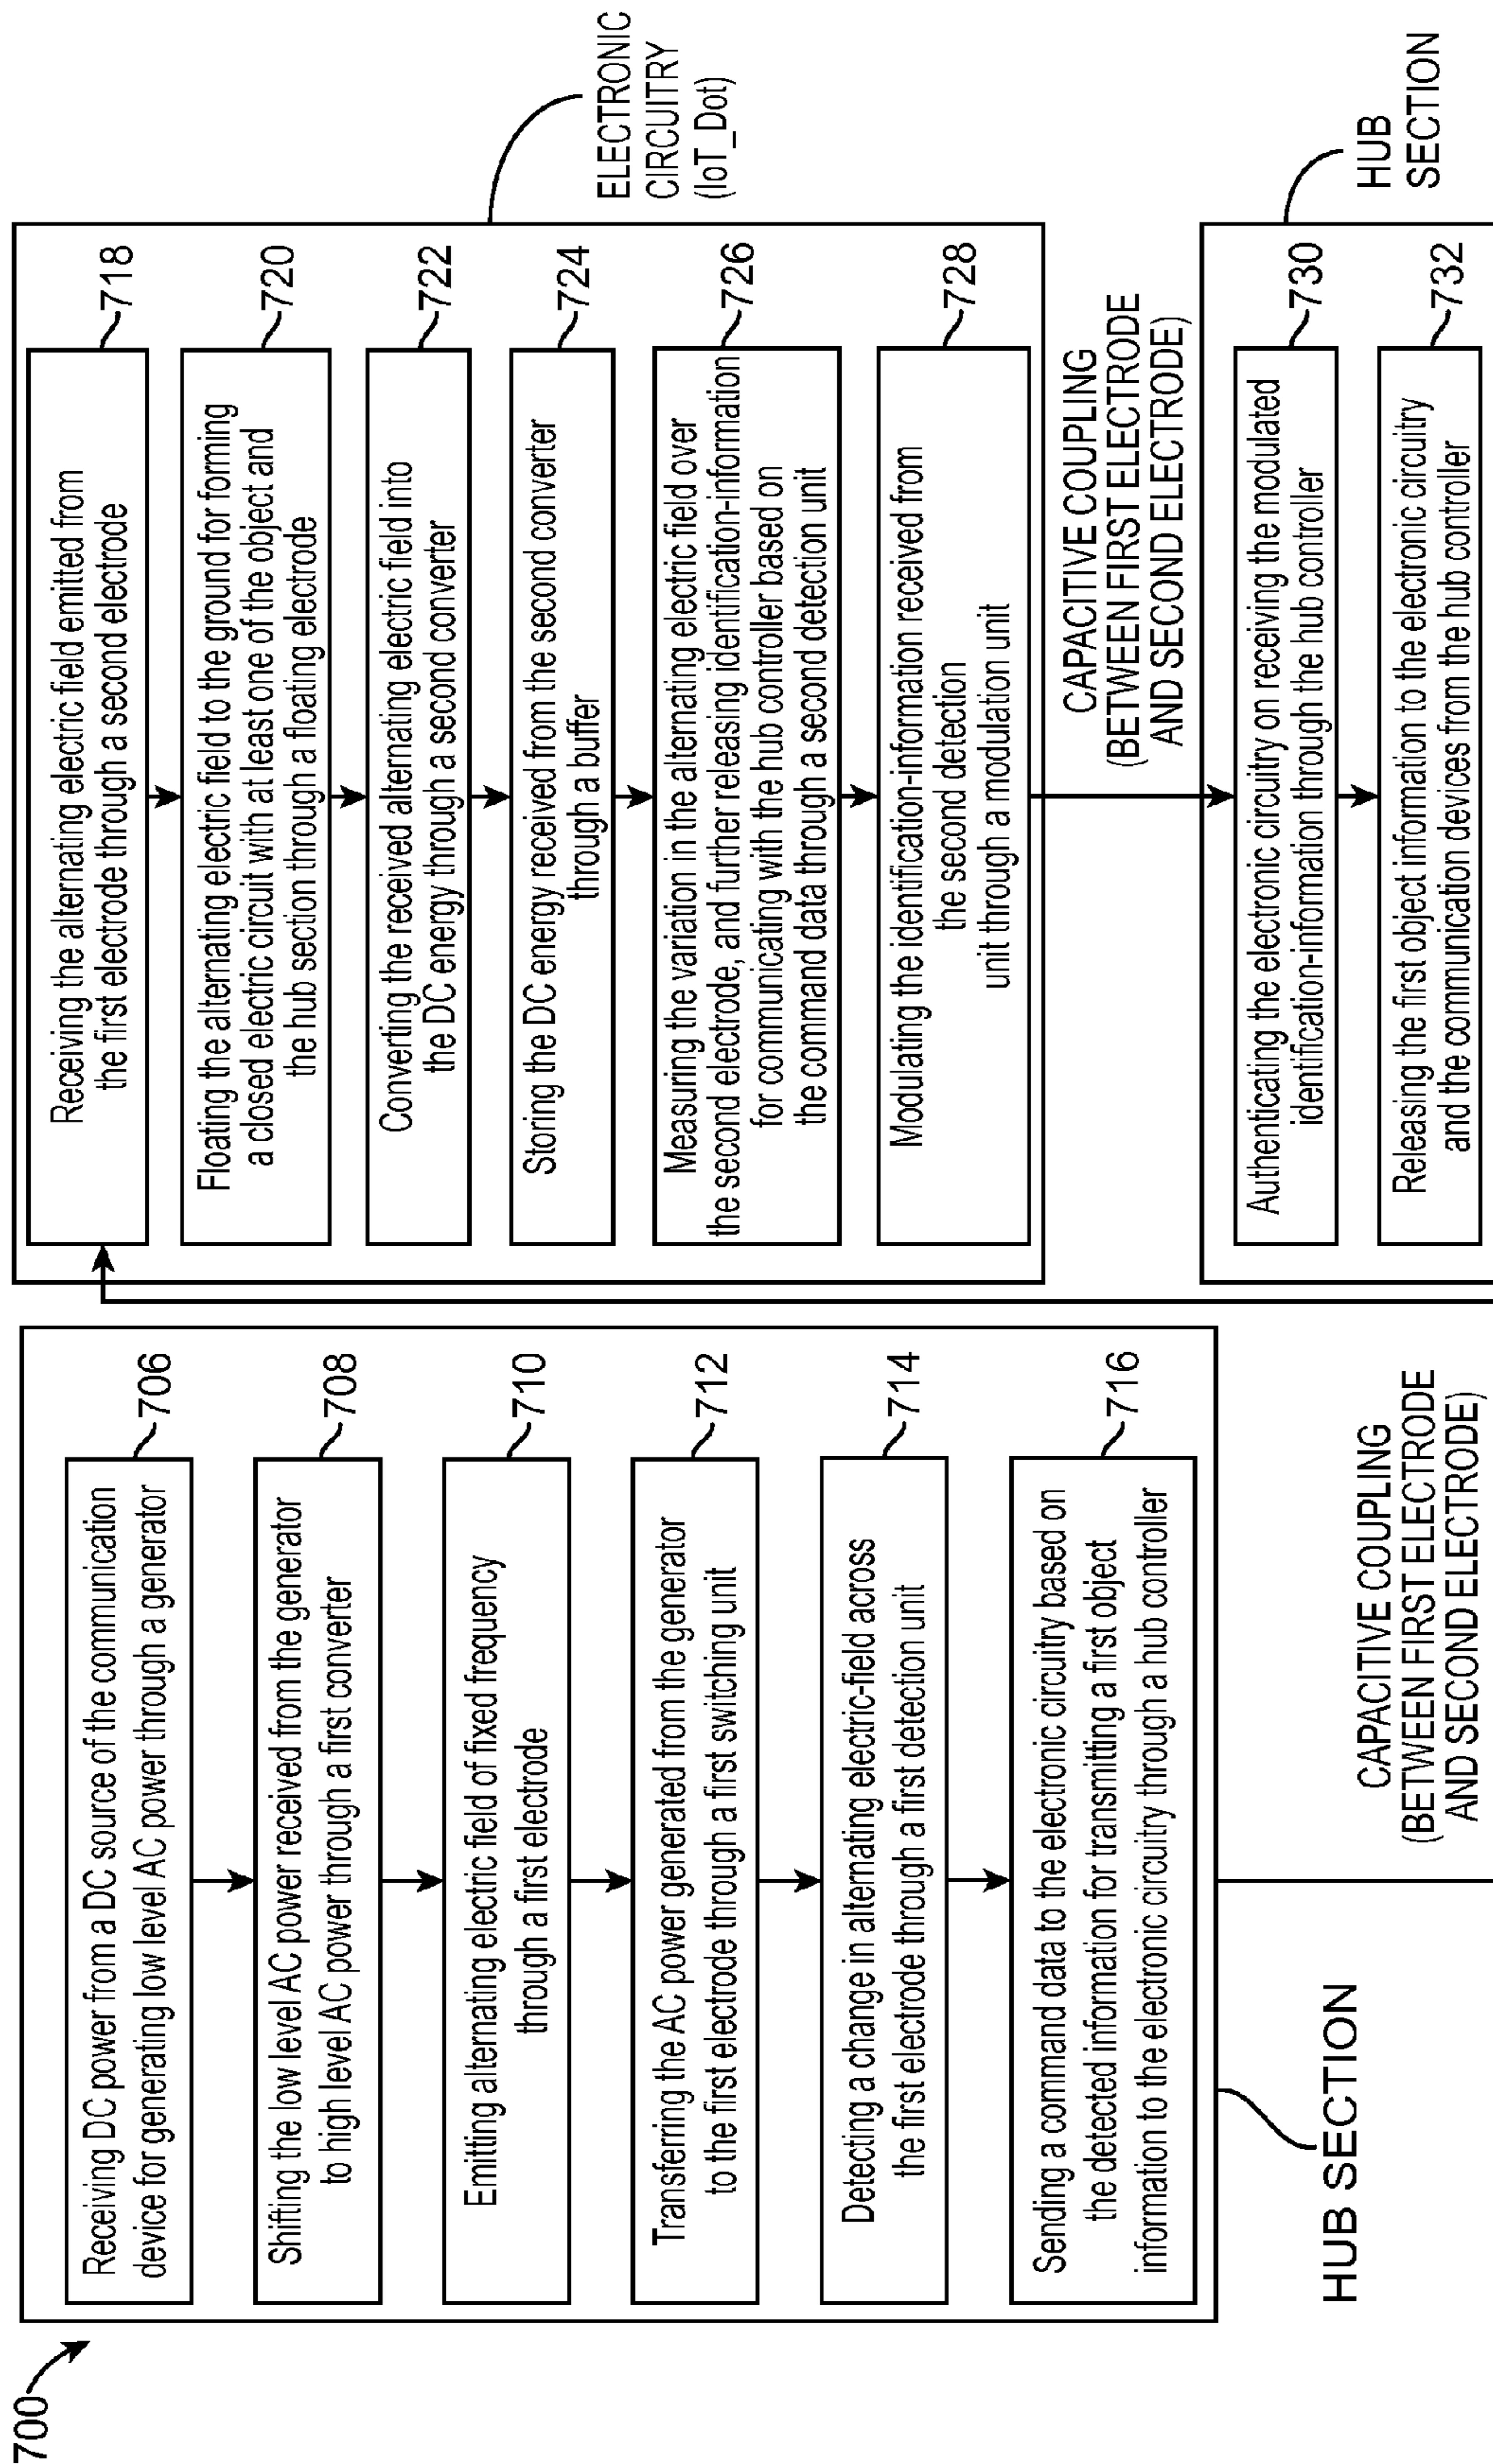 700
Receiving DC power from a DC source of the communication
device for generating low level AC power through a generator
706
Shifting the low level AC power received from the generator
to high level AC power through a first converter
708
Emitting alternating electric field of fixed frequency
through a first electrode
710
Transferring the AC power generated from the generator
to the first electrode through a first switching unit
712
Detecting a change in alternating electric-field across
the first electrode through a first detection unit
714
Sending a command data to the electronic circuitry based on
the detected information for transmitting a first object
information to the electronic circuitry through a hub controller
716
HUB SECTION
CAPACITIVE COUPLING
(BETWEEN FIRST ELECTRODE
AND SECOND ELECTRODE)
Receiving the alternating electric field emitted from
the first electrode through a second electrode
718
Floating the alternating electric field to the ground for forming
a closed electric circuit with at least one of the object and
the hub section through a floating electrode
720
Converting the received alternating electric field into
the DC energy through a second converter
722
Storing the DC energy received from the second converter
through a buffer
724
Measuring the variation in the alternating electric field over
the second electrode, and further releasing identification-information
for communicating with the hub controller based on
the command data through a second detection unit
726
Modulating the identification-information received from
the second detection
unit through a modulation unit
728
ELECTRONIC
CIRCUITRY
(IoT_Dot)
CAPACITIVE COUPLING
(BETWEEN FIRST ELECTRODE
AND SECOND ELECTRODE)
Authenticating the electronic circuitry on receiving the modulated
identification-information through the hub controller
730
Releasing the first object information to the electronic circuitry
and the communication devices from the hub controller
732
HUB
SECTION